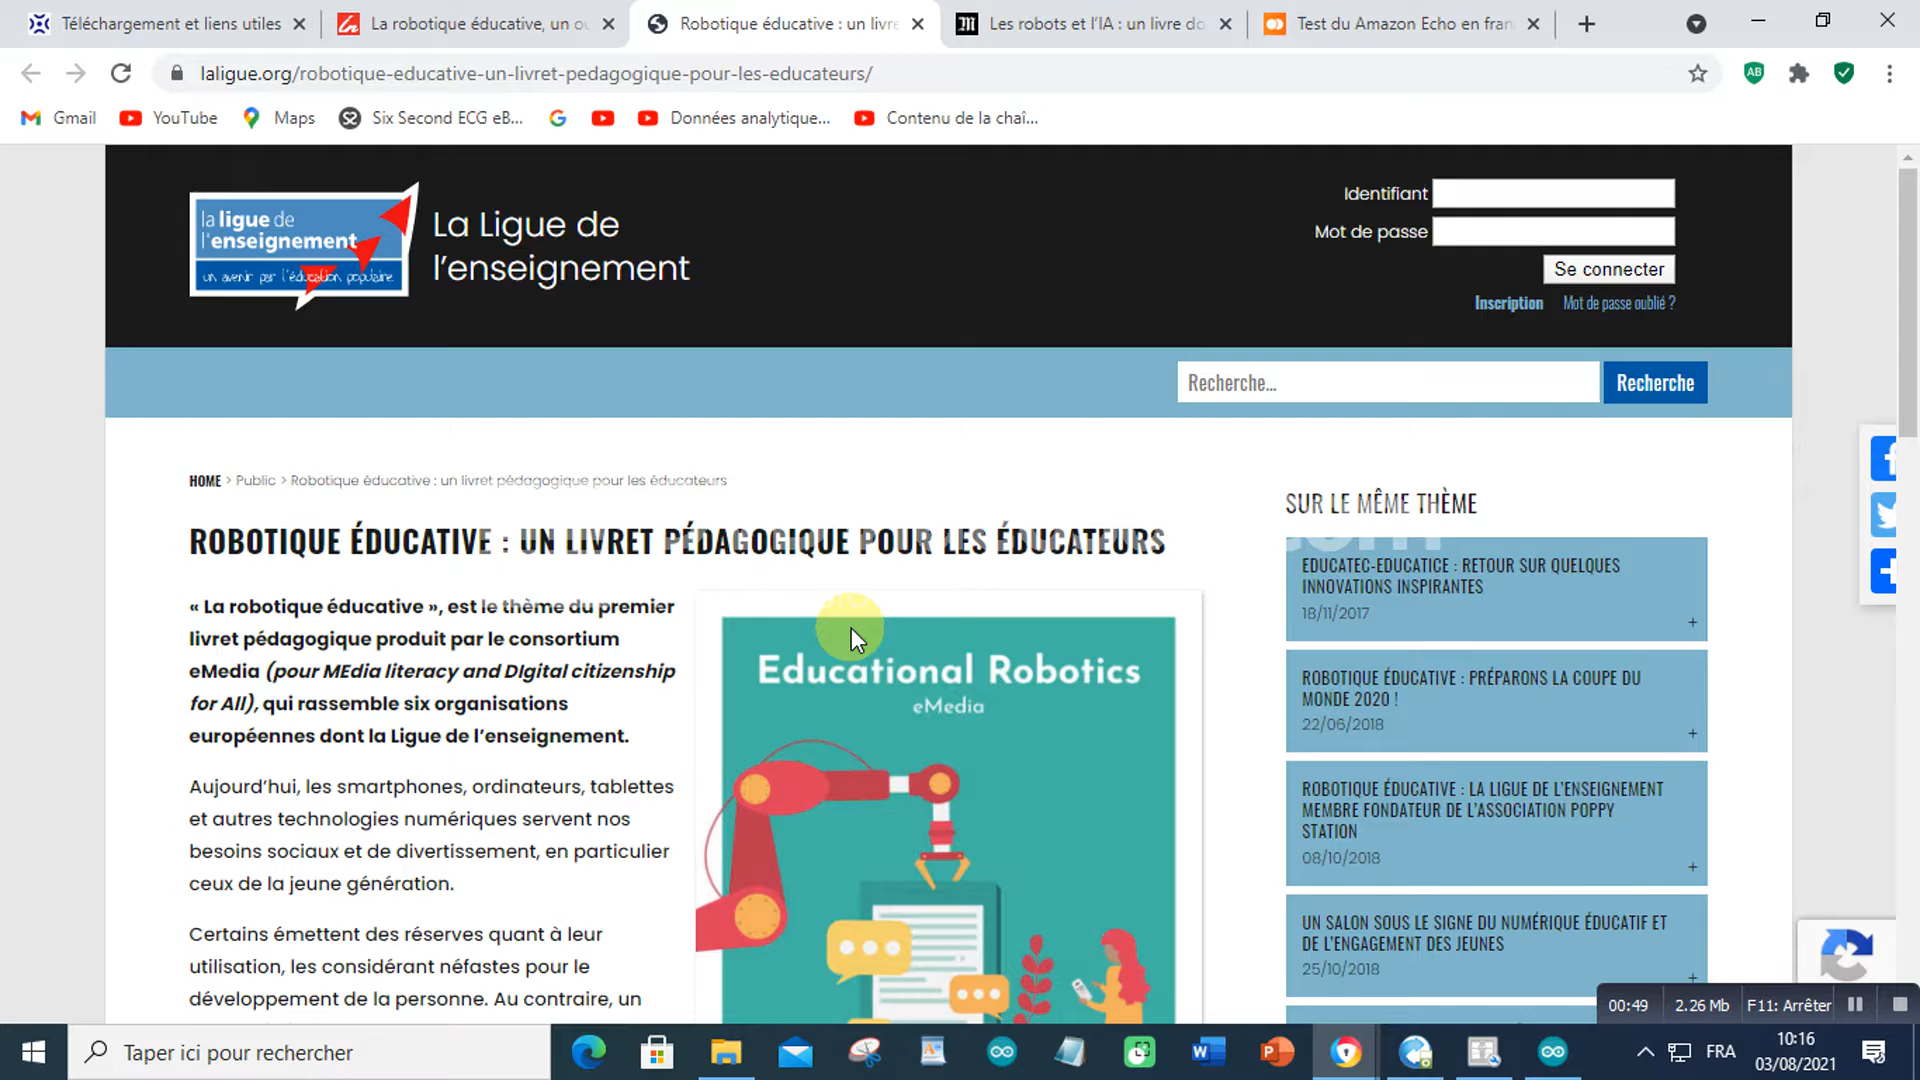 Téléchargement et liens utiles
La robotique éducative, un ou
Robotique éducative : un livre
Les robots et l'IA : un livre do
Test du Amazon Echo en fran
laligue.org/robotique-educative-un-livret-pedagogique-pour-les-educateurs/
AB
Gmail
YouTube
Maps
Six Second ECG eB...
Données analytique...
Contenu de la chaî...
la ligue de
l'enseignement
un avenir par l'éducation populaire
La Ligue de
l'enseignement
Identifiant
Mot de passe
Se connecter
Inscription Mot de passe oublié ?
Recherche...
Recherche
HOME > Public > Robotique éducative : un livret pédagogique pour les éducateurs
ROBOTIQUE ÉDUCATIVE : UN LIVRET PÉDAGOGIQUE POUR LES ÉDUCATEURS
« La robotique éducative », est le thème du premier
livret pédagogique produit par le consortium
eMedia (pour MEdia literacy and DIgital citizenship
for All), qui rassemble six organisations
européennes dont la Ligue de l'enseignement.
Aujourd'hui, les smartphones, ordinateurs, tablettes
et autres technologies numériques servent nos
besoins sociaux et de divertissement, en particulier
ceux de la jeune génération.
Certains émettent des réserves quant à leur
utilisation, les considérant néfastes pour le
développement de la personne. Au contraire, un
Educational Robotics
eMedia
SUR LE MÊME THÈME
EDUCATEC-EDUCATICE : RETOUR SUR QUELQUES
INNOVATIONS INSPIRANTES
18/11/2017
+
ROBOTIQUE ÉDUCATIVE : PRÉPARONS LA COUPE DU
MONDE 2020 !
22/06/2018
+
ROBOTIQUE ÉDUCATIVE : LA LIGUE DE L'ENSEIGNEMENT
MEMBRE FONDATEUR DE L'ASSOCIATION POPPY
STATION
08/10/2018
+
UN SALON SOUS LE SIGNE DU NUMÉRIQUE ÉDUCATIF ET
DE L'ENGAGEMENT DES JEUNES
25/10/2018
+
00:49 2.26 Mb F11: Arrêter
Taper ici pour rechercher
FRA
10:16
03/08/2021